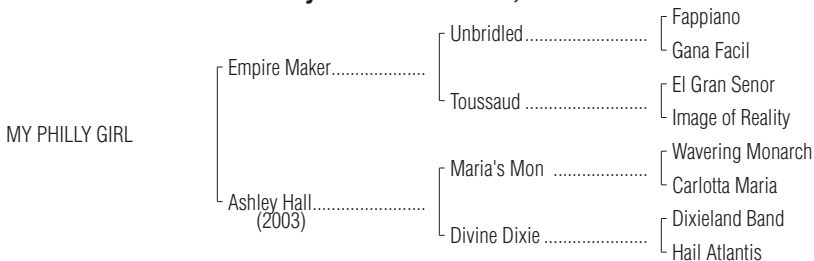 Fappiano
Unbridled..........................
Gana Facil
Empire Maker....................
El Gran Senor
Toussaud ..........................
Image of Reality
MY PHILLY GIRL
Wavering Monarch
Maria's Mon ....................
Carlotta Maria
Ashley Hall........................
(2003)
Dixieland Band
Divine Dixie ......................
Hail Atlantis